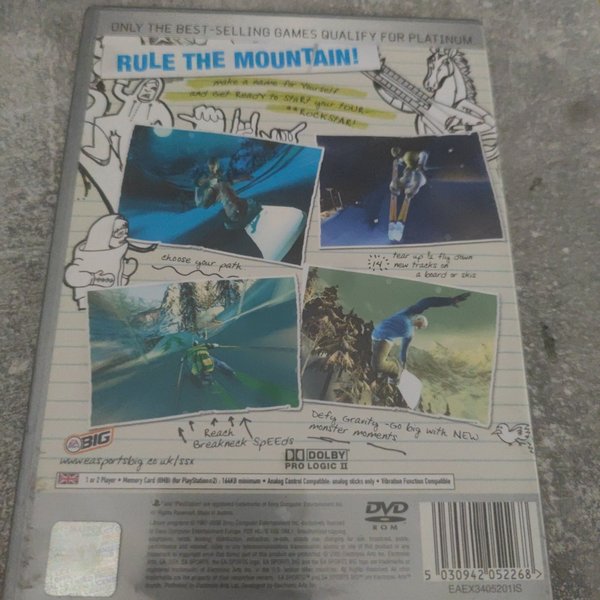 ONLY THE BEST-SELLING GAMES QUALIFY FOR PLATINUM
RULE THE MOUNTAIN!
make a name for yourself
and Get Ready to Start your TOUR-
ROCKSTAR!
choose your path
14
tear up & fly down
new tracks on
a board or skis
Reach
Breakneck SpEEds
Defy Gravity - Go big with NEW
monster moments
EA
BIG
www.easportsbig.co.uk/ssx
DOLBY
PRO LOGIC II
1 or 2 Player • Memory Card (8MB) (for PlayStation2) : 164KB minimum • Analog Control Compatible: analog sticks only • Vibration Function Compatible
DVD
ROM
5 030942 052268 >
EAEX3405201IS